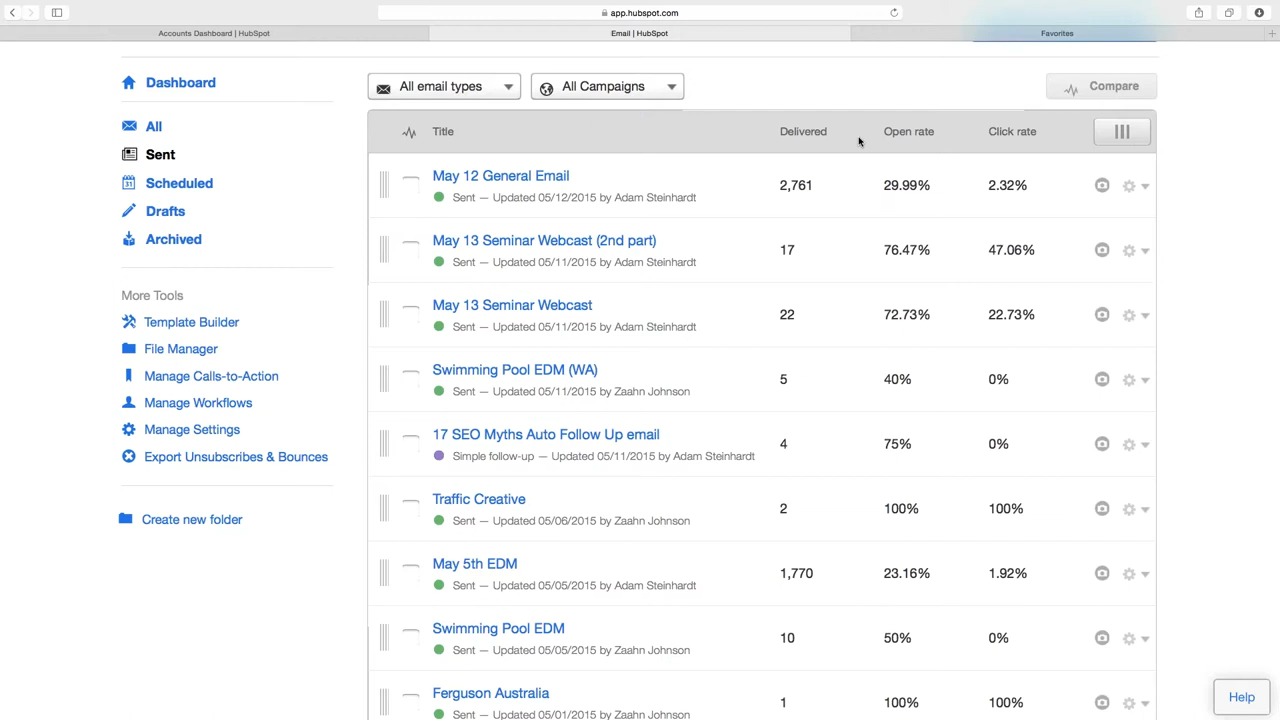 app.hubspot.com
Accounts Dashboard | HubSpot
Email | HubSpot
Favorites
Dashboard
All
Sent
Scheduled
Drafts
Archived
More Tools
Template Builder
File Manager
Manage Calls-to-Action
Manage Workflows
Manage Settings
Export Unsubscribes & Bounces
Create new folder
All email types
All Campaigns
Compare
Title Delivered Open rate Click rate
May 12 General Email
2,761 29.99% 2.32%
Sent — Updated 05/12/2015 by Adam Steinhardt
May 13 Seminar Webcast (2nd part)
17 76.47% 47.06%
Sent — Updated 05/11/2015 by Adam Steinhardt
May 13 Seminar Webcast
22 72.73% 22.73%
Sent — Updated 05/11/2015 by Adam Steinhardt
Swimming Pool EDM (WA)
5 40% 0%
Sent — Updated 05/11/2015 by Zaahn Johnson
17 SEO Myths Auto Follow Up email
4 75% 0%
Simple follow-up — Updated 05/11/2015 by Adam Steinhardt
Traffic Creative
2 100% 100%
Sent — Updated 05/06/2015 by Zaahn Johnson
May 5th EDM
1,770 23.16% 1.92%
Sent — Updated 05/05/2015 by Adam Steinhardt
Swimming Pool EDM
10 50% 0%
Sent — Updated 05/05/2015 by Zaahn Johnson
Ferguson Australia
1 100% 100%
Sent — Updated 05/01/2015 by Zaahn Johnson
Help